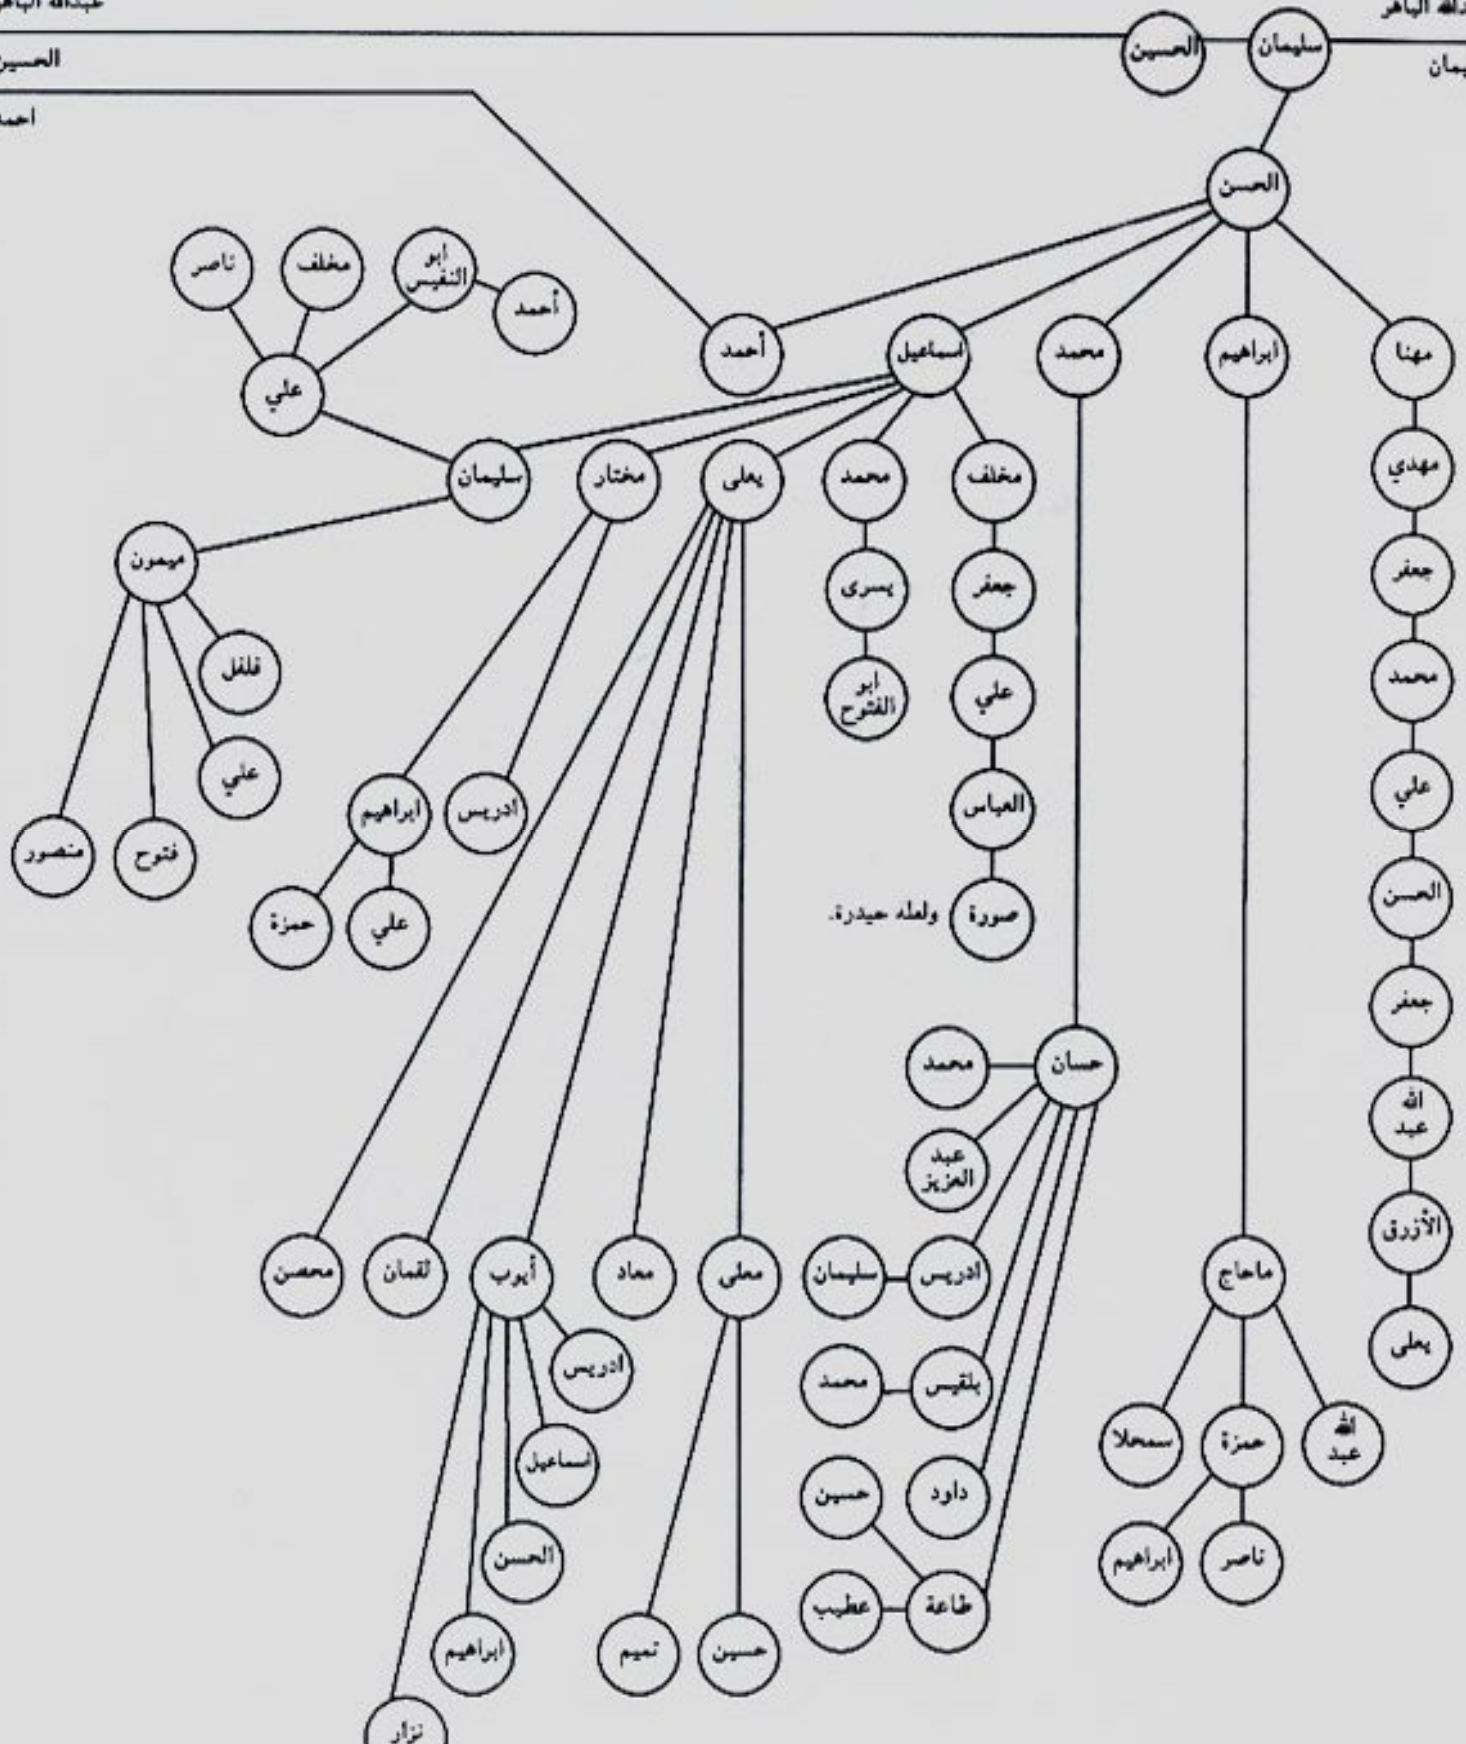 سليمان
الحسين
الحسين
الحسن
ابو النفيس
مخلف
ناصر
أحمد
مهنا
ابراهيم
محمد
اسماعيل
أحمد
علي
مهدي
مخلف
محمد
يعلى
مختار
سليمان
ميمون
جعفر
جعفر
يسرى
فلفل
محمد
علي
ابو الفتوح
علي
علي
العباس
ادريس
ابراهيم
فتوح
منصور
الحسن
صورة
ولعله حيدرة.
علي
حمزة
جعفر
حسان
محمد
الله
عبد
عبد
العزيز
الأزرق
ماحاج
ادريس
سليمان
معلى
معاد
أيوب
لقمان
محصن
يعلى
بلقيس
محمد
ادريس
الله
عبد
حمزة
سمحلا
اسماعيل
داود
حسين
ناصر
ابراهيم
الحسن
طاعة
عطيب
حسين
تميم
ابراهيم
نزار